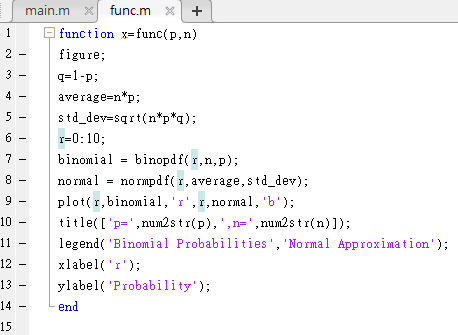 main.m × func.m × +
1 function x=func(p,n)
2 – figure;
3 – q=1-p;
4 – average=n*p;
5 – std_dev=sqrt(n*p*q);
6 – r=0:10;
7 – binomial = binopdf(r,n,p);
8 – normal = normpdf(r,average,std_dev);
9 – plot(r,binomial,'r',r,normal,'b');
10 – title(['p=',num2str(p),',n=',num2str(n)]);
11 – legend('Binomial Probabilities','Normal Approximation');
12 – xlabel('r');
13 – ylabel('Probability');
14 – end
15